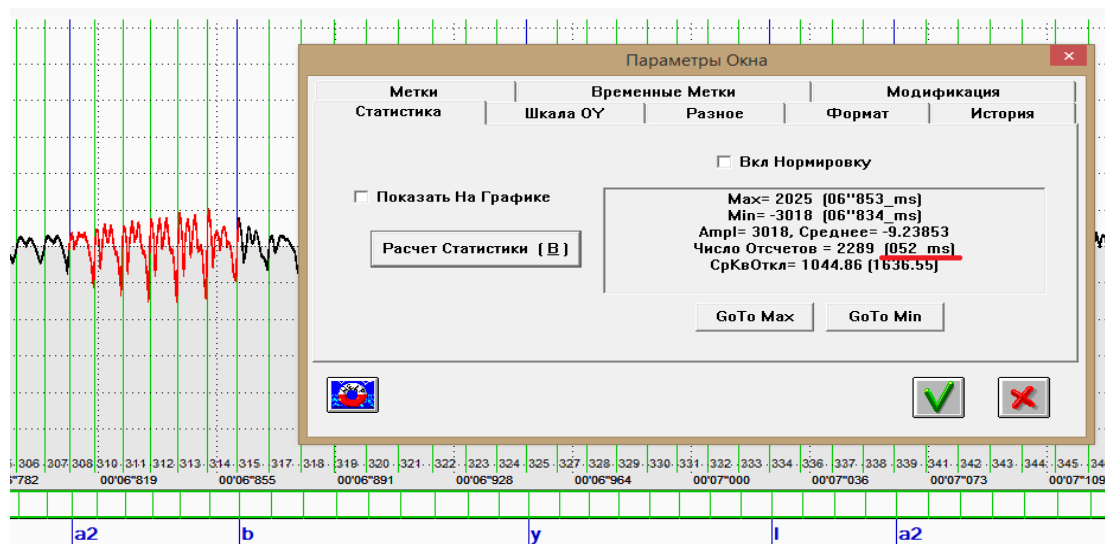 Параметры Окна
Метки Временные Метки Модификация
Статистика Шкала OY Разное Формат История
Вкл Нормировку
Показать На Графике
Max= 2025 (06"853_ms)
Min= -3018 (06"834_ms)
Ampl= 3018, Среднее= -9.23853
Расчет Статистики (В)
Число Отсчетов = 2289 (052_ms)
СрКвОткл= 1044.86 (1636.55)
GoTo Max GoTo Min
306 307 308 310 311 312 313 314 315 317 318 319 320 321 322 323 324 325 327 328 329 330 331 332 333 334 336 337 338 339 341 342 343 344 345
"782 00'06"819 00'06"855 00'06"891 00'06"928 00'06"964 00'07"000 00'07"036 00'07"073 00'07"109
a2 b y l a2